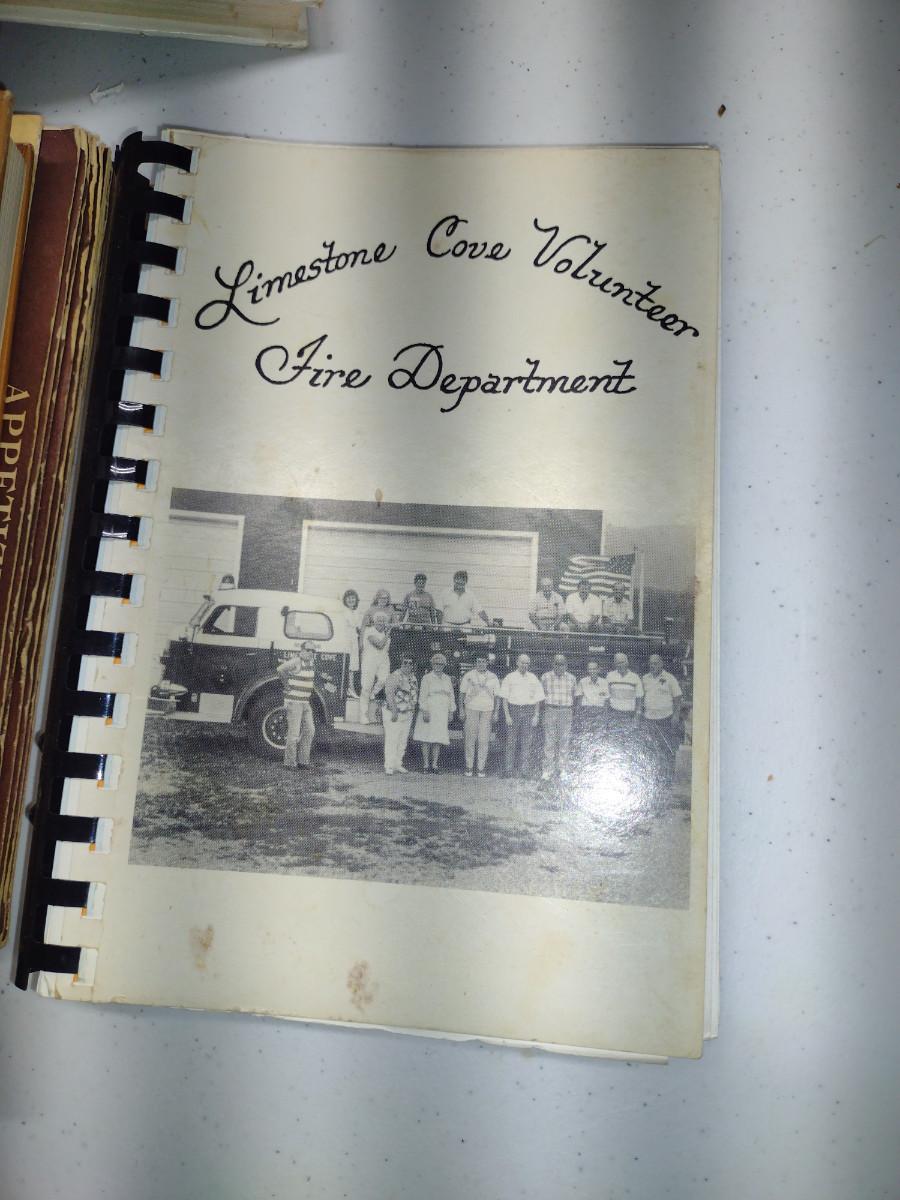 Limestone Cove Volunteer
Fire Department